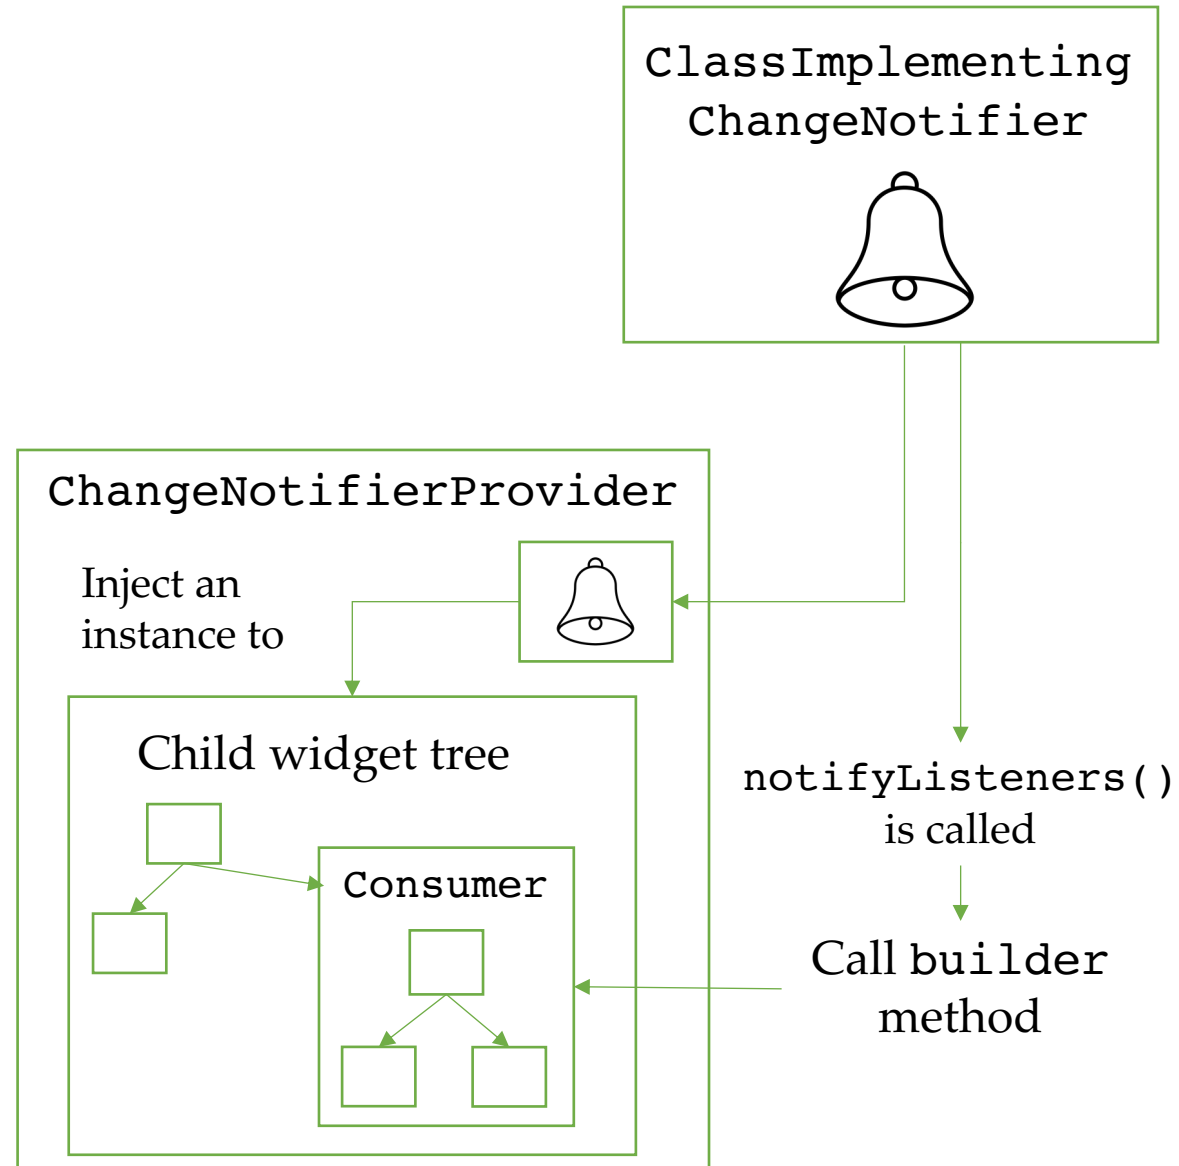 ClassImplementing
ChangeNotifier
ChangeNotifierProvider
Inject an
instance to
Child widget tree
Consumer
notifyListeners()
is called
Call builder
method